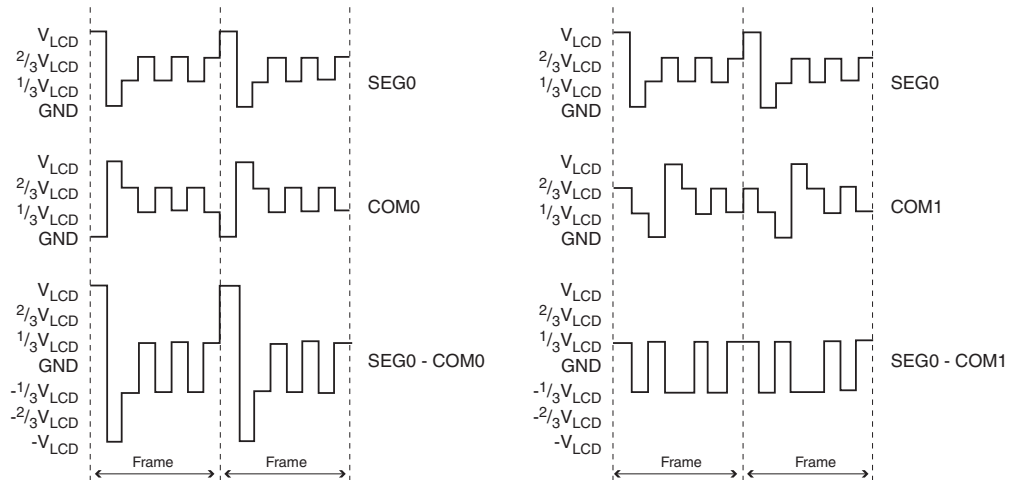 V_LCD
2/3V_LCD
1/3V_LCD
GND
SEG0
V_LCD
2/3V_LCD
1/3V_LCD
GND
COM0
V_LCD
2/3V_LCD
1/3V_LCD
GND
-1/3V_LCD
-2/3V_LCD
-V_LCD
SEG0 - COM0
Frame
Frame
V_LCD
2/3V_LCD
1/3V_LCD
GND
SEG0
V_LCD
2/3V_LCD
1/3V_LCD
GND
COM1
V_LCD
2/3V_LCD
1/3V_LCD
GND
-1/3V_LCD
-2/3V_LCD
-V_LCD
SEG0 - COM1
Frame
Frame